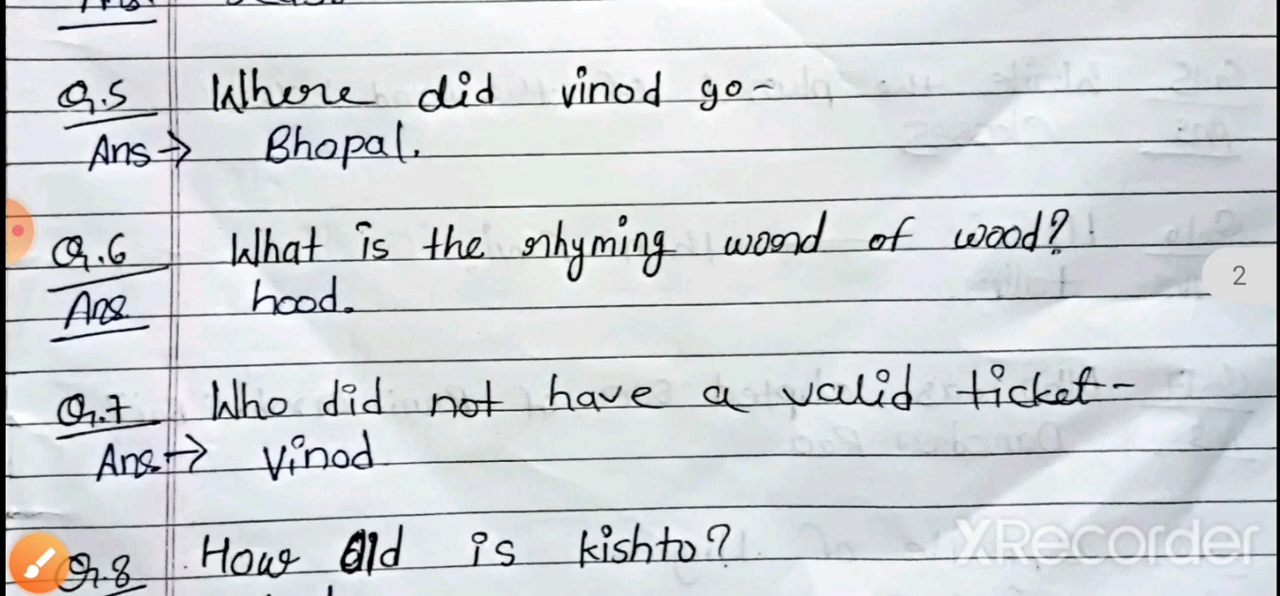 Q.5 Where did vinod go-
Ans→ Bhopal.
Q.6 What is the rhyming word of wood?
Ans hood.
2
Q.7 Who did not have a valid ticket-
Ans→ Vinod
Q.8 How old is kishto?
XRecorder